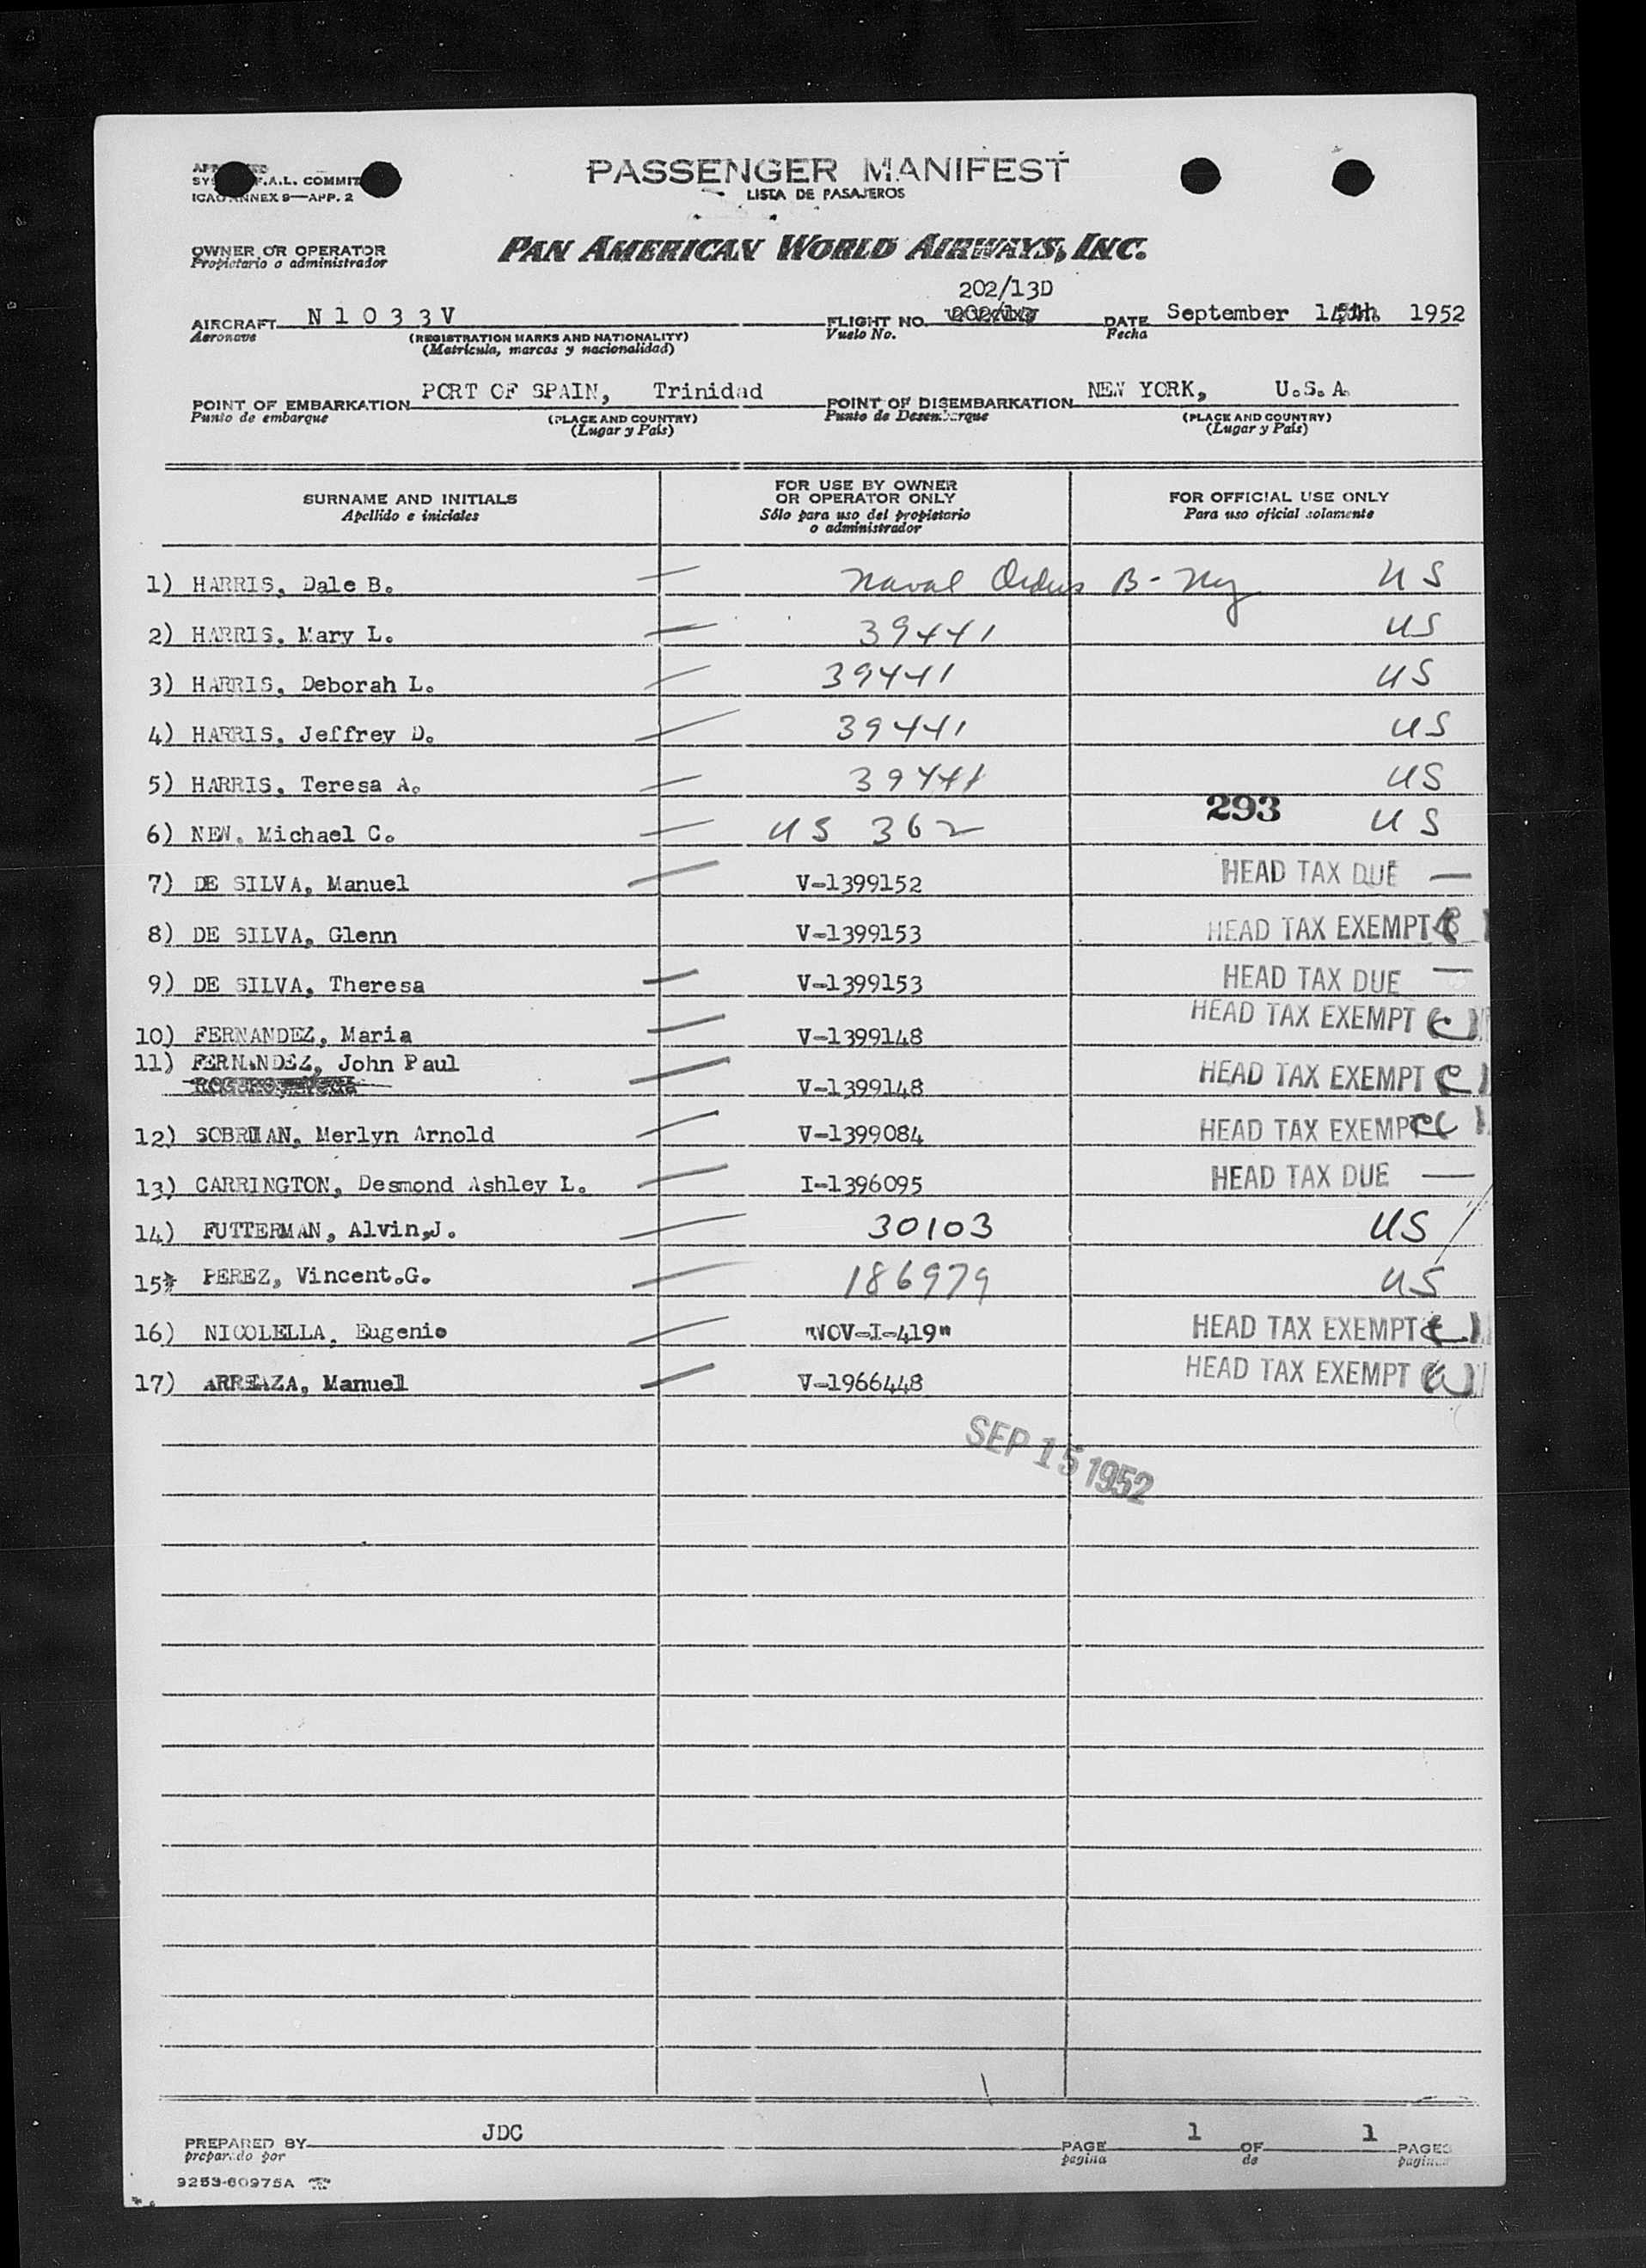 F.A.L. COMMIT
ICAO ANNEX 9—APP. 2
PASSENGER MANIFEST
LISTA DE PASAJEROS
OWNER OR OPERATOR
Propietario o administrador
PAN AMERICAN WORLD AIRWAYS, INC.
202/13D
AIRCRAFT N 1 0 3 3 V FLIGHT NO. DATE September 1952
Aeronave (REGISTRATION MARKS AND NATIONALITY) Vuelo No. Fecha
(Matrícula, marcas y nacionalidad)
POINT OF EMBARKATION PORT OF SPAIN, Trinidad POINT OF DISEMBARKATION NEW YORK, U.S.A.
Punto de embarque (PLACE AND COUNTRY) Punto de Desembarque (PLACE AND COUNTRY)
(Lugar y País) (Lugar y País)
SURNAME AND INITIALS FOR USE BY OWNER OR OPERATOR ONLY FOR OFFICIAL USE ONLY
Apellido e iniciales Sólo para uso del propietario o administrador Para uso oficial solamente
1) HARRIS, Dale B. Naval Orders B- Ny US
2) HARRIS, Mary L. 39441 US
3) HARRIS, Deborah L. 39441 US
4) HARRIS, Jeffrey D. 39441 US
5) HARRIS, Teresa A. 39441 US
293
6) NEW, Michael C. US 362 US
7) DE SILVA, Manuel V-1399152 HEAD TAX DUE —
8) DE SILVA, Glenn V-1399153 HEAD TAX EXEMPT
9) DE SILVA, Theresa V-1399153 HEAD TAX DUE —
10) FERNANDEZ, Maria V-1399148 HEAD TAX EXEMPT
11) FERNANDEZ, John Paul
V-1399148 HEAD TAX EXEMPT
12) Merlyn Arnold V-1399084 HEAD TAX EXEMPT
13) CARRINGTON, Desmond Ashley L. I-1396095 HEAD TAX DUE —
14) FUTTERMAN, Alvin,J. 30103 US
15 PEREZ, Vincent.G. 186979 US
16) NICOLELLA, Eugenio "NOV-I-419" HEAD TAX EXEMPT
17) ARREAZA, Manuel V-1966448 HEAD TAX EXEMPT
SEP 15 1952
PREPARED BY JDC PAGE 1 OF 1 PAGES
preparado por pagina de paginas
9253-60975A